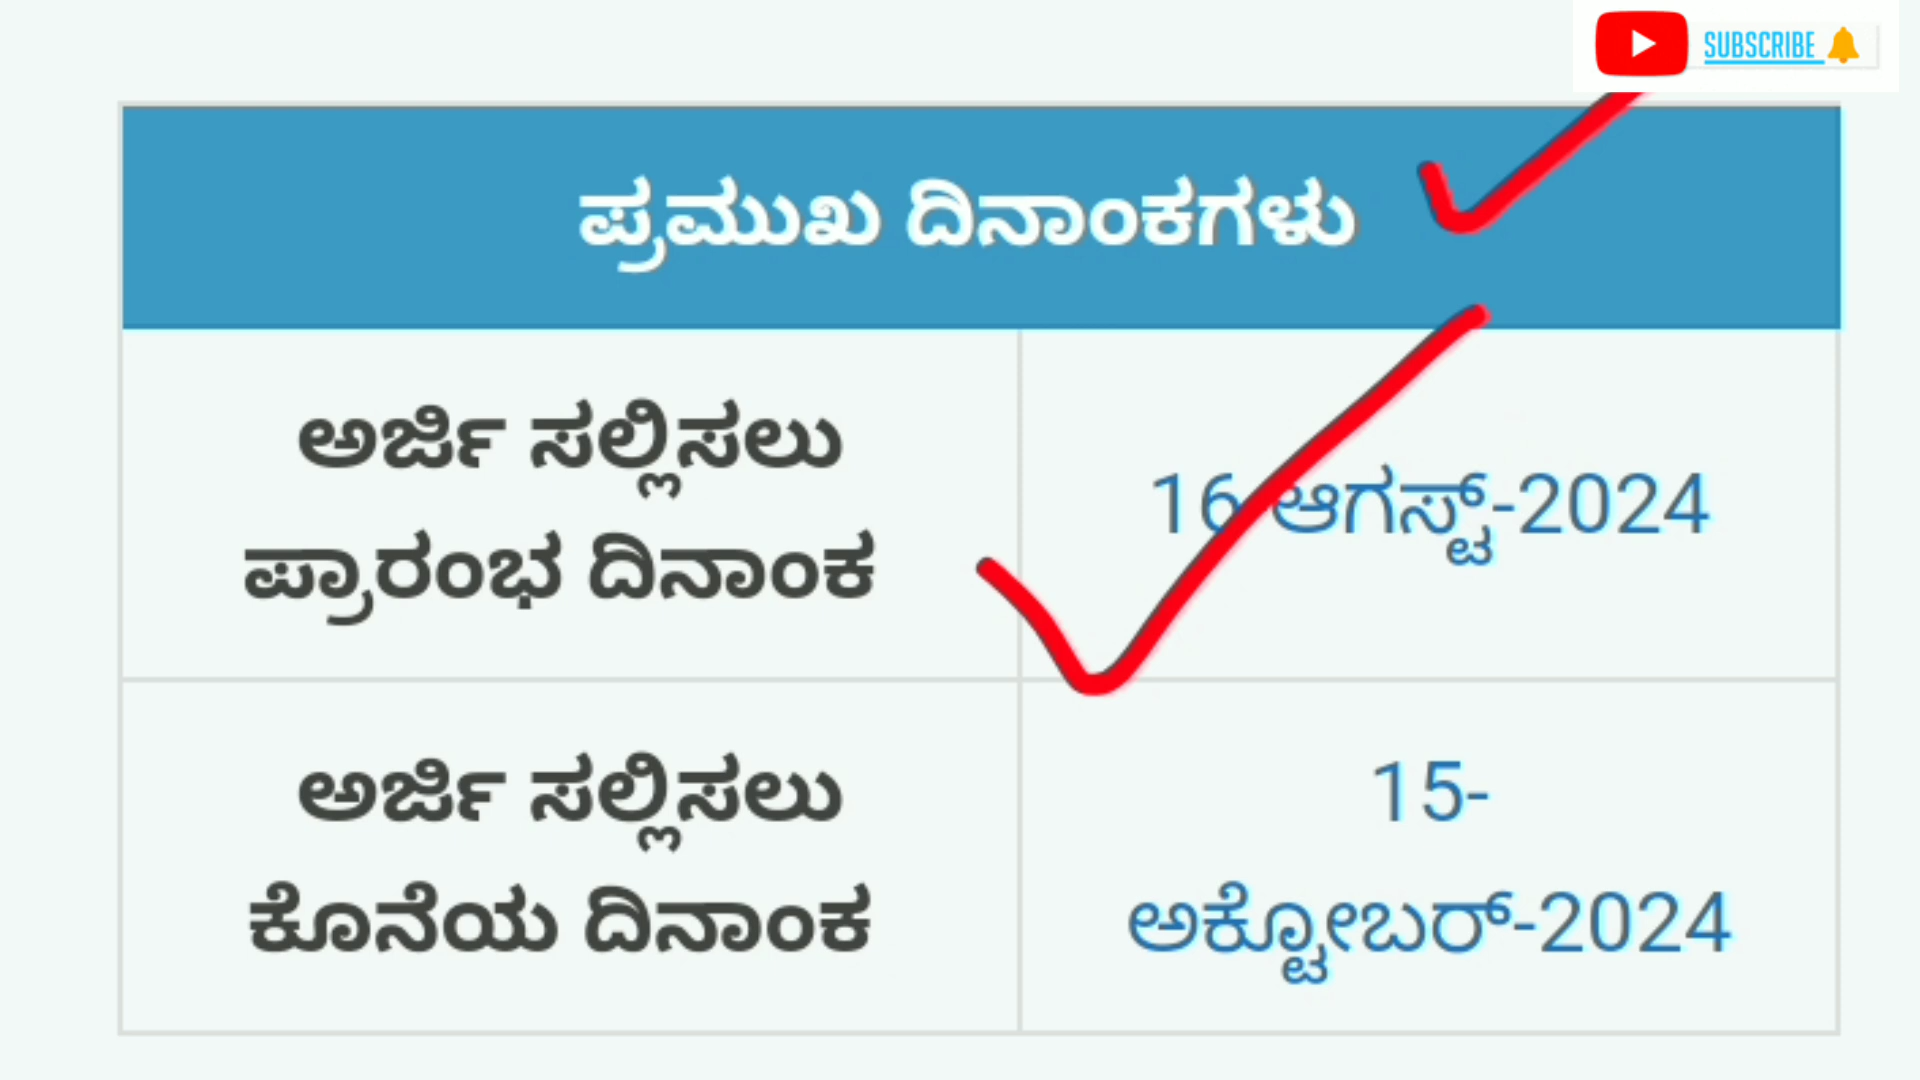 SUBSCRIBE
ಪ್ರಮುಖ ದಿನಾಂಕಗಳು
ಅರ್ಜಿ ಸಲ್ಲಿಸಲು
ಪ್ರಾರಂಭ ದಿನಾಂಕ
16 ಆಗಸ್ಟ್-2024
ಅರ್ಜಿ ಸಲ್ಲಿಸಲು
ಕೊನೆಯ ದಿನಾಂಕ
15-
ಅಕ್ಟೋಬರ್-2024